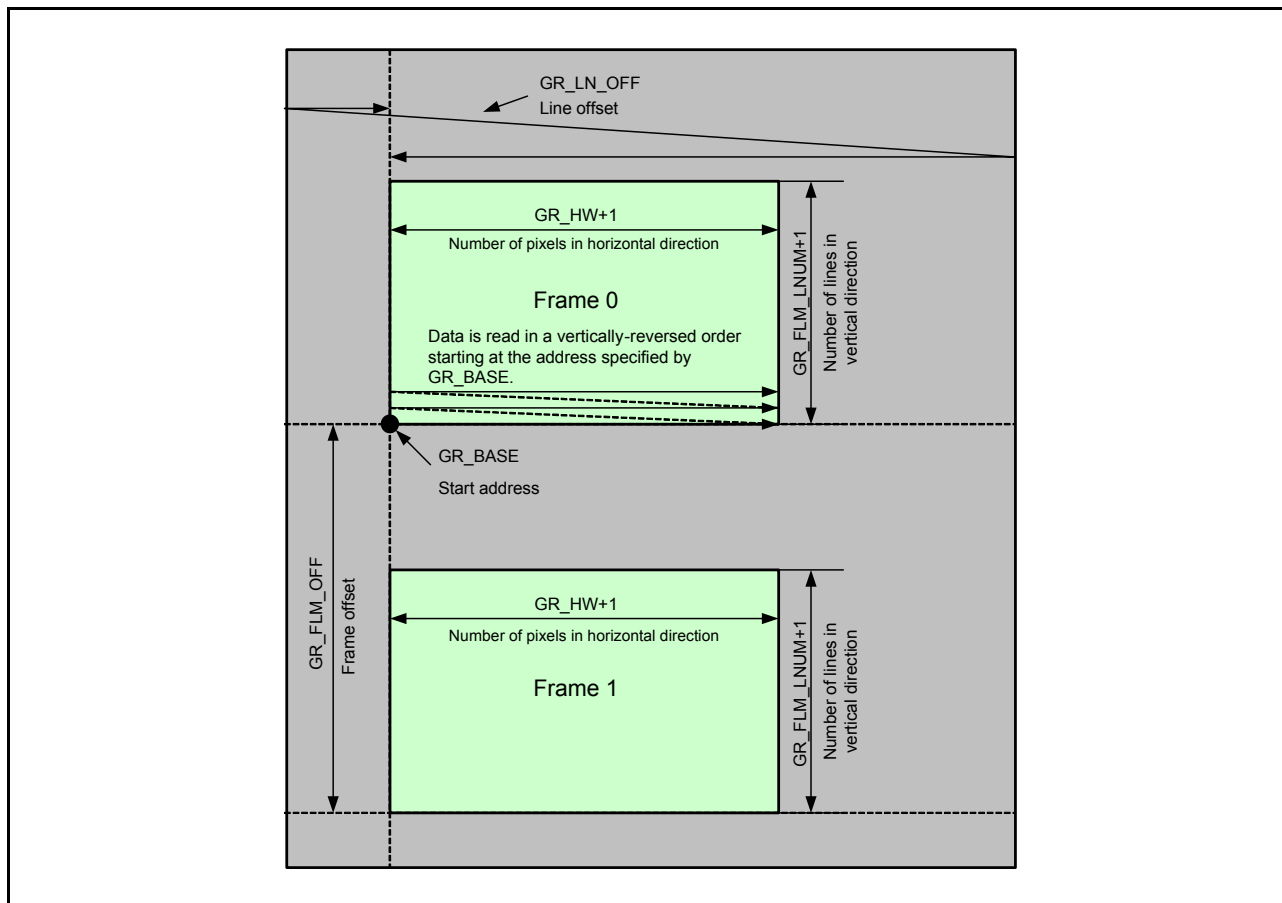 GR_LN_OFF
Line offset
GR_HW+1
Number of pixels in horizontal direction
Frame 0
Data is read in a vertically-reversed order
starting at the address specified by
GR_BASE.
GR_FLM_LNUM+1
Number of lines in
vertical direction
GR_BASE
Start address
GR_FLM_OFF
Frame offset
GR_HW+1
Number of pixels in horizontal direction
Frame 1
GR_FLM_LNUM+1
Number of lines in
vertical direction